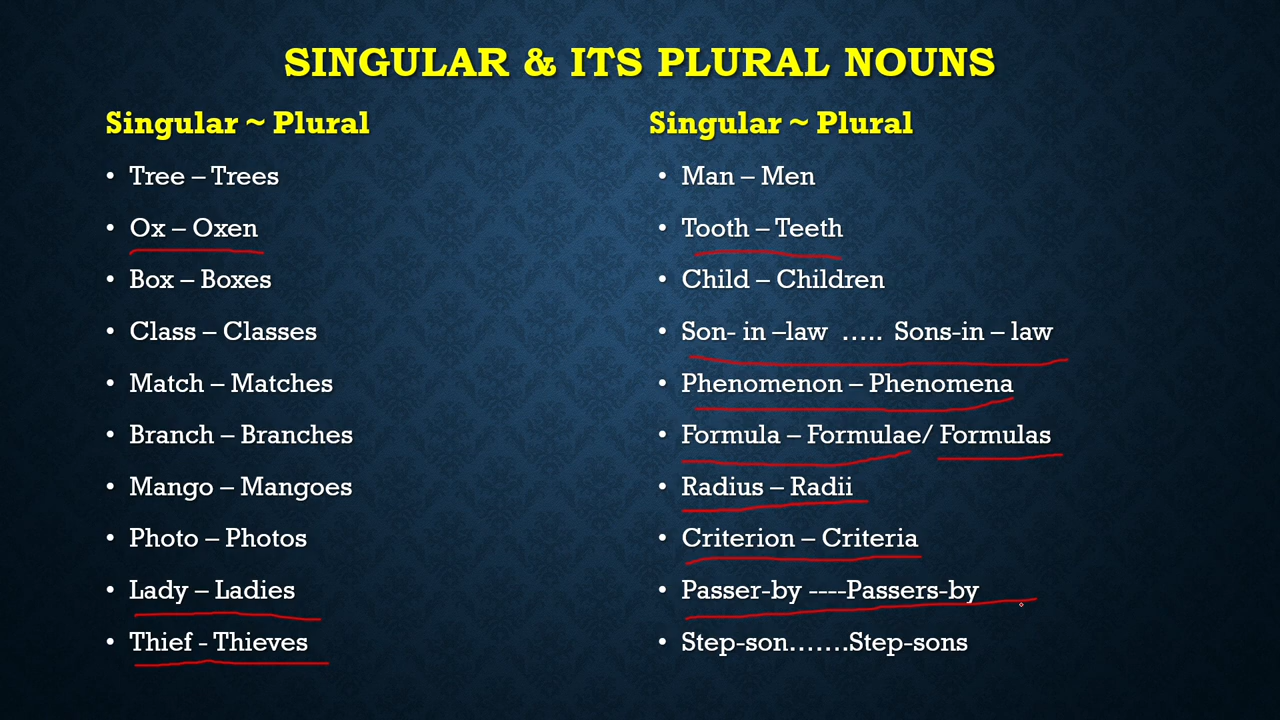 SINGULAR & ITS PLURAL NOUNS
Singular ~ Plural
• Tree – Trees
• Ox – Oxen
• Box – Boxes
• Class – Classes
• Match – Matches
• Branch – Branches
• Mango – Mangoes
• Photo – Photos
• Lady – Ladies
• Thief - Thieves
Singular ~ Plural
• Man – Men
• Tooth – Teeth
• Child – Children
• Son- in –law ….. Sons-in – law
• Phenomenon – Phenomena
• Formula – Formulae/ Formulas
• Radius – Radii
• Criterion – Criteria
• Passer-by ----Passers-by
• Step-son…….Step-sons